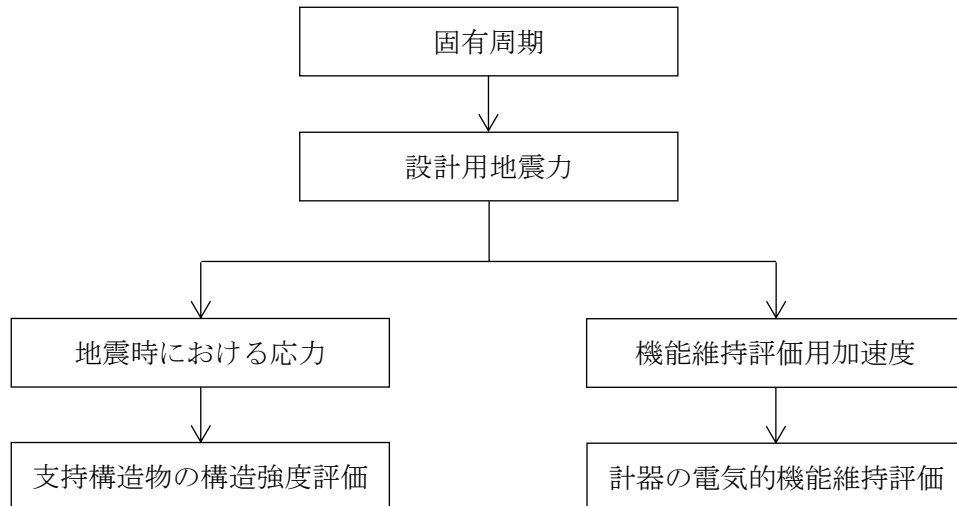 固有周期
設計用地震力
地震時における応力
機能維持評価用加速度
支持構造物の構造強度評価
計器の電気的機能維持評価